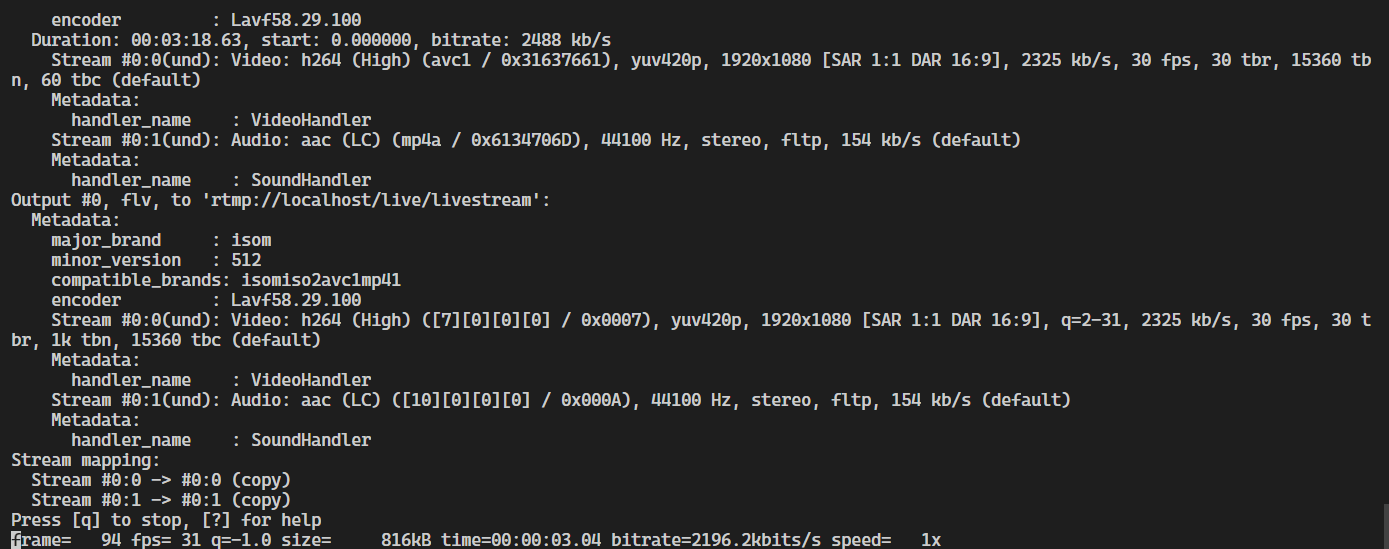 encoder         : Lavf58.29.100
  Duration: 00:03:18.63, start: 0.000000, bitrate: 2488 kb/s
    Stream #0:0(und): Video: h264 (High) (avc1 / 0x31637661), yuv420p, 1920x1080 [SAR 1:1 DAR 16:9], 2325 kb/s, 30 fps, 30 tbr, 15360 tb
n, 60 tbc (default)
    Metadata:
      handler_name    : VideoHandler
    Stream #0:1(und): Audio: aac (LC) (mp4a / 0x6134706D), 44100 Hz, stereo, fltp, 154 kb/s (default)
    Metadata:
      handler_name    : SoundHandler
Output #0, flv, to 'rtmp://localhost/live/livestream':
  Metadata:
    major_brand     : isom
    minor_version   : 512
    compatible_brands: isomiso2avc1mp41
    encoder         : Lavf58.29.100
    Stream #0:0(und): Video: h264 (High) ([7][0][0][0] / 0x0007), yuv420p, 1920x1080 [SAR 1:1 DAR 16:9], q=2-31, 2325 kb/s, 30 fps, 30 t
br, 1k tbn, 15360 tbc (default)
    Metadata:
      handler_name    : VideoHandler
    Stream #0:1(und): Audio: aac (LC) ([10][0][0][0] / 0x000A), 44100 Hz, stereo, fltp, 154 kb/s (default)
    Metadata:
      handler_name    : SoundHandler
Stream mapping:
  Stream #0:0 -> #0:0 (copy)
  Stream #0:1 -> #0:1 (copy)
Press [q] to stop, [?] for help
frame=   94 fps= 31 q=-1.0 size=     816kB time=00:00:03.04 bitrate=2196.2kbits/s speed=   1x